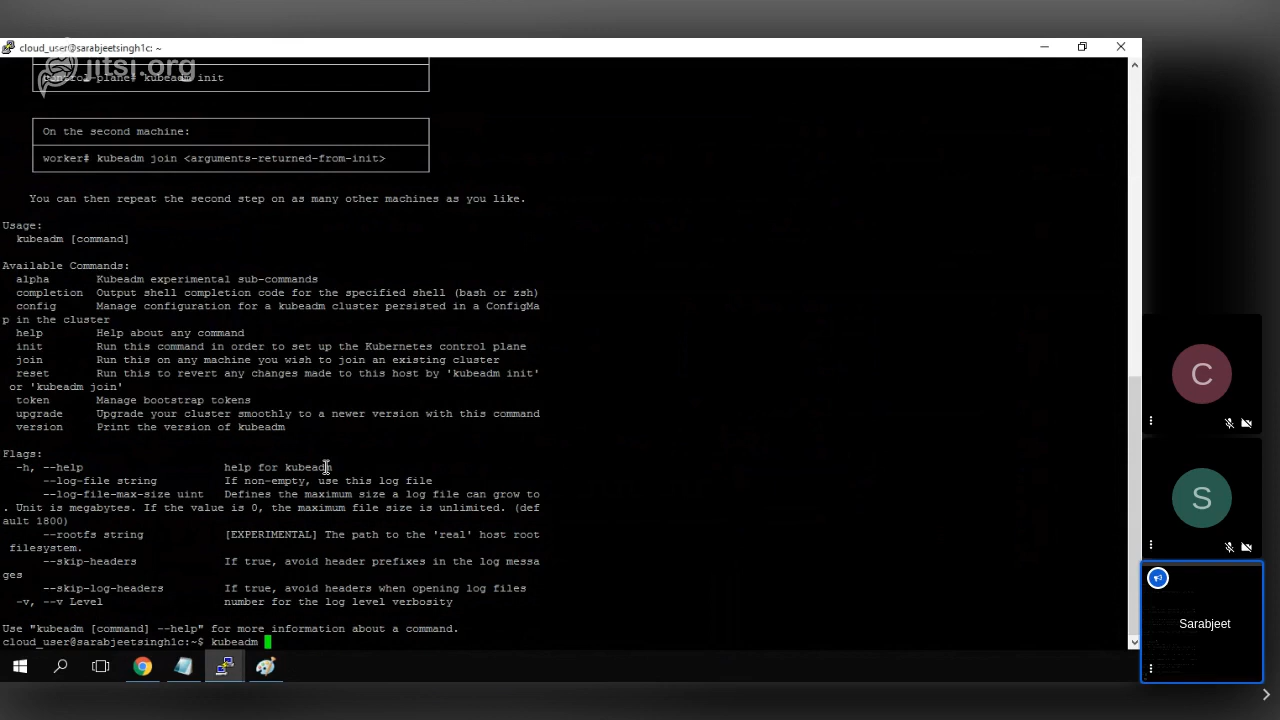 cloud_user@sarabjeetsingh1c: ~
jitsi.org
control-plane# kubeadm init
On the second machine:
worker# kubeadm join <arguments-returned-from-init>
You can then repeat the second step on as many other machines as you like.
Usage:
kubeadm [command]
Available Commands:
alpha Kubeadm experimental sub-commands
completion Output shell completion code for the specified shell (bash or zsh)
config Manage configuration for a kubeadm cluster persisted in a ConfigMa
p in the cluster
help Help about any command
init Run this command in order to set up the Kubernetes control plane
join Run this on any machine you wish to join an existing cluster
reset Run this to revert any changes made to this host by 'kubeadm init'
or 'kubeadm join'
token Manage bootstrap tokens
upgrade Upgrade your cluster smoothly to a newer version with this command
version Print the version of kubeadm
Flags:
-h, --help help for kubeadm
--log-file string If non-empty, use this log file
--log-file-max-size uint Defines the maximum size a log file can grow to
. Unit is megabytes. If the value is 0, the maximum file size is unlimited. (def
ault 1800)
--rootfs string [EXPERIMENTAL] The path to the 'real' host root
filesystem.
--skip-headers If true, avoid header prefixes in the log messa
ges
--skip-log-headers If true, avoid headers when opening log files
-v, --v Level number for the log level verbosity
Use "kubeadm [command] --help" for more information about a command.
cloud_user@sarabjeetsingh1c:~$ kubeadm
C
S
Sarabjeet